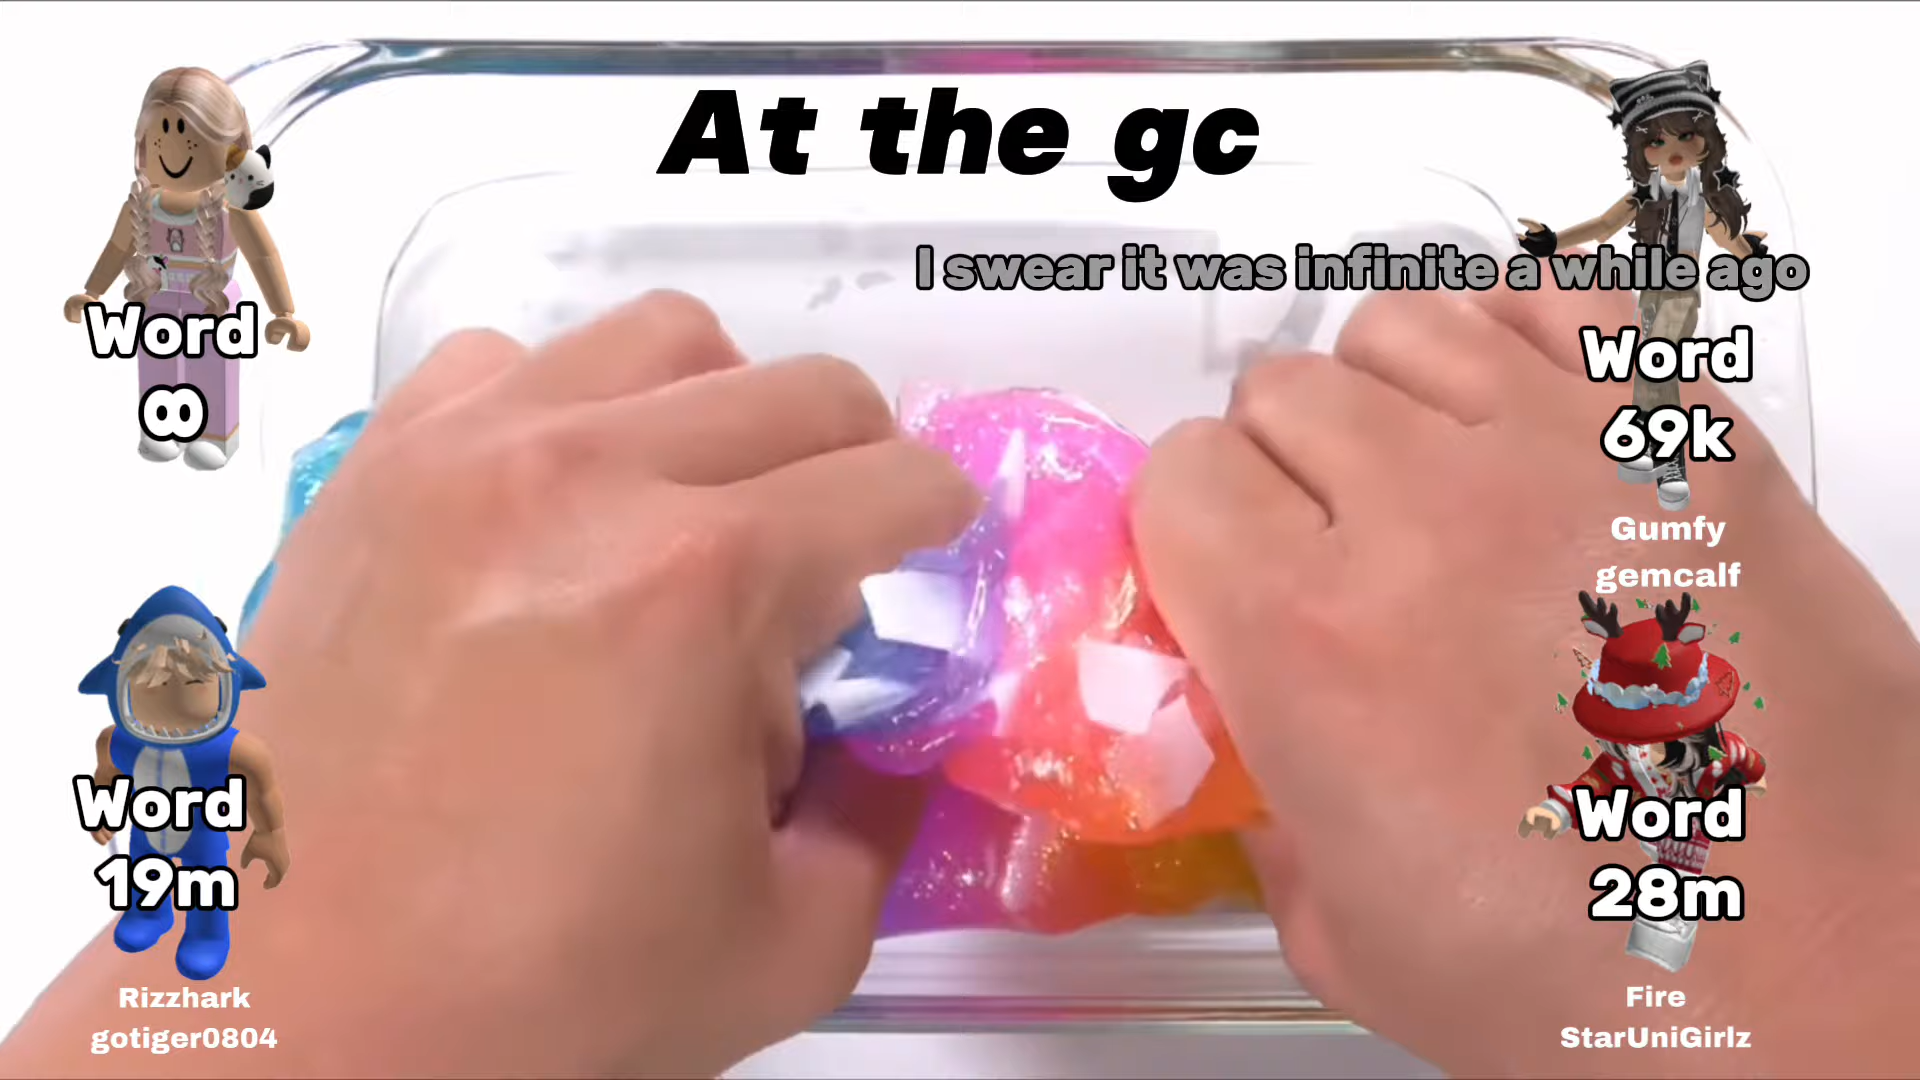 At the gc
I swear it was infinite a while ago
Word
∞
Word
69k
Gumfy
gemcalf
Word
19m
Rizzhark
gotiger0804
Word
28m
Fire
StarUniGirlz